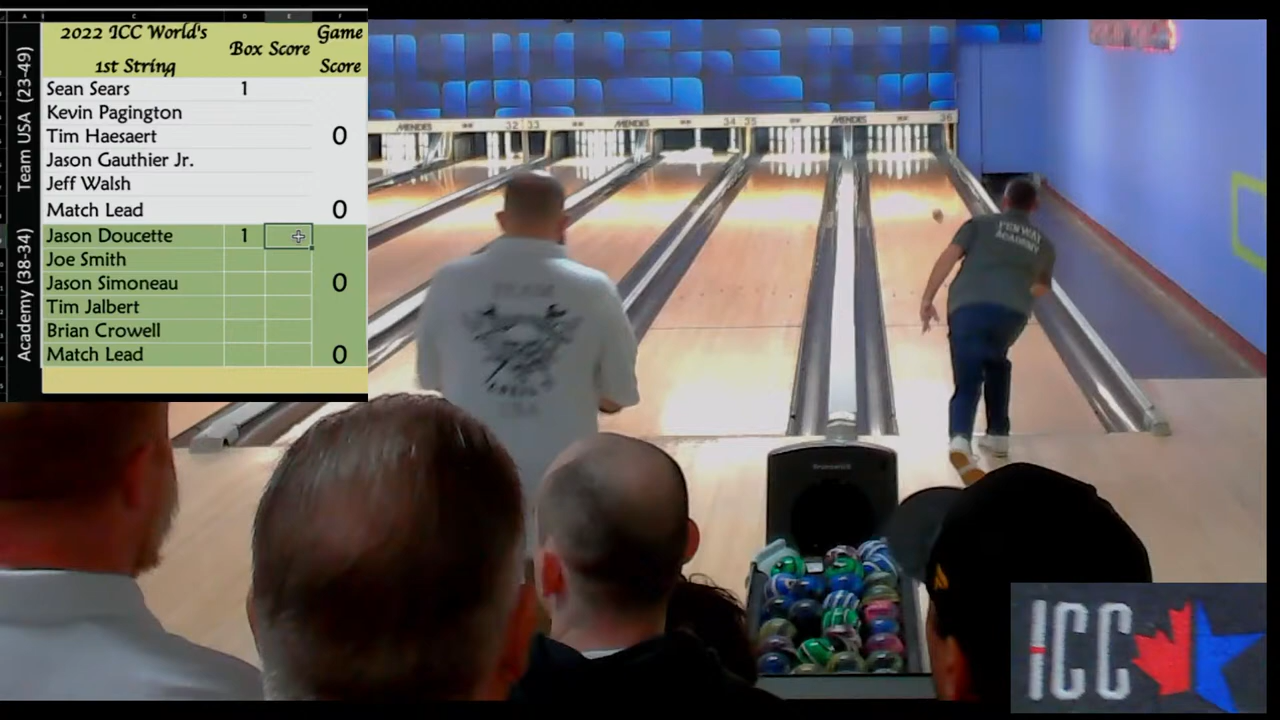 A C D E F
2022 ICC World's
1st String
Box Score
Game
Score
Team USA (23-49)
Sean Sears 1
Kevin Pagington
Tim Haesaert 0
Jason Gauthier Jr.
Jeff Walsh
Match Lead 0
Academy (38-34)
Jason Doucette 1
Joe Smith
Jason Simoneau 0
Tim Jalbert
Brian Crowell
Match Lead 0
MENDES 32 33 MENDES 34 35 MENDES 36
TEAM
USA
FENWAY
ACADEMY
Brunswick
ICC